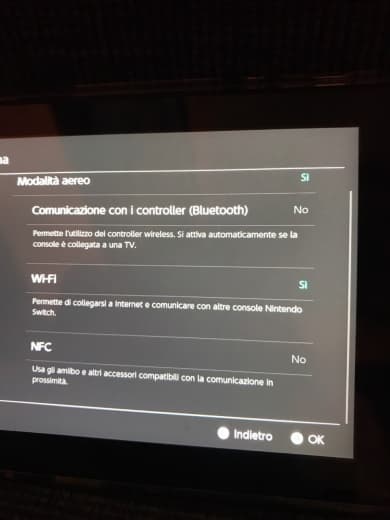 na
Modalità aereo Sì
Comunicazione con i controller (Bluetooth) No
Permette l'utilizzo dei controller wireless. Si attiva automaticamente se la
console è collegata a una TV.
Wi-Fi Sì
Permette di collegarsi a Internet e comunicare con altre console Nintendo
Switch.
NFC No
Usa gli amiibo e altri accessori compatibili con la comunicazione in
prossimità.
Indietro OK